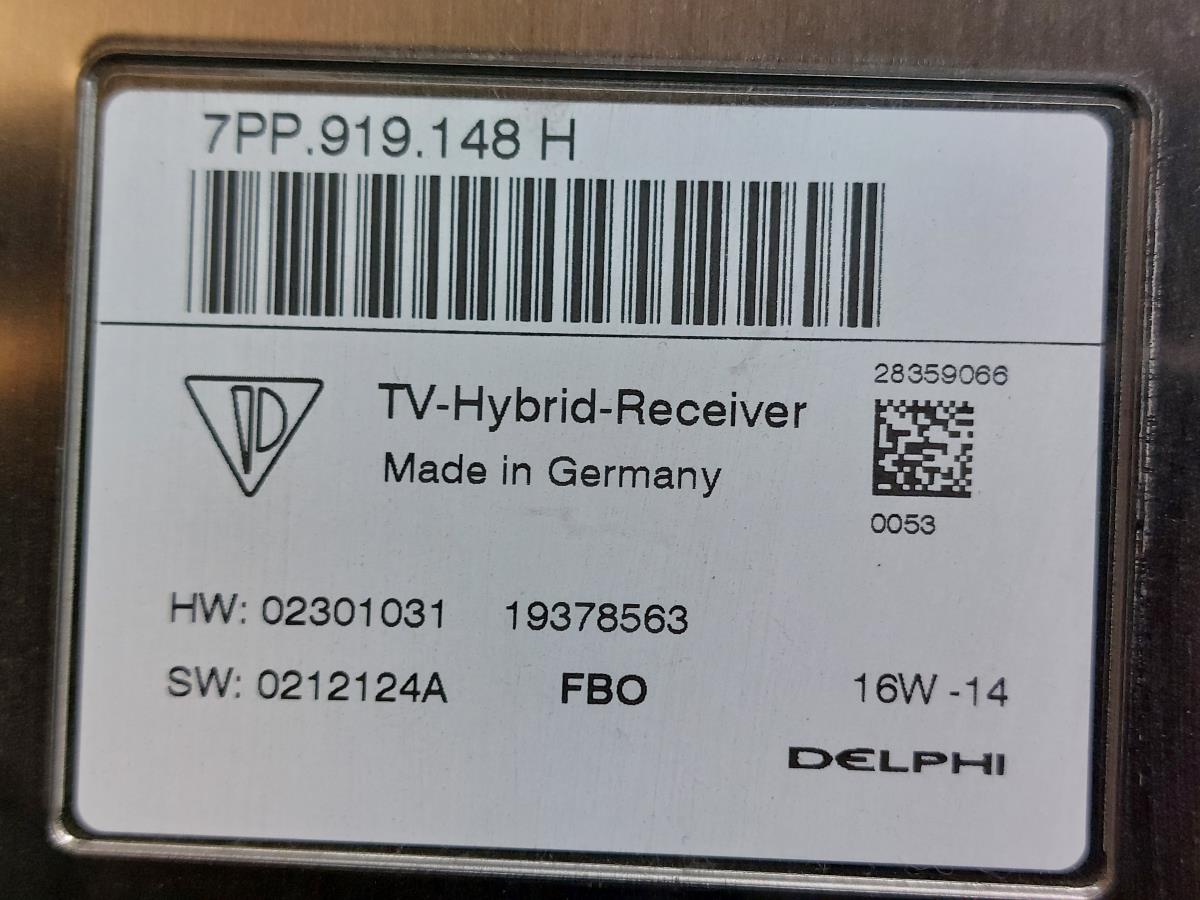 7PP.919.148 H
28359066
TV-Hybrid-Receiver
Made in Germany
0053
HW: 02301031 19378563
SW: 0212124A FBO 16W -14
DELPHI